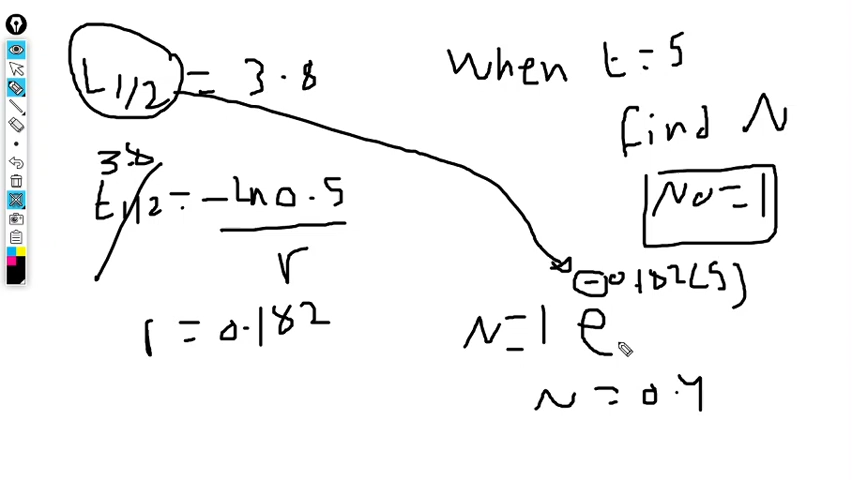 t1/2 = 3.8
When t = 5
find N
N0 = 1
3.8
t1/2 = -ln 0.5
r
r = 0.182
-0.182(5)
N = 1 e
N = 0.4